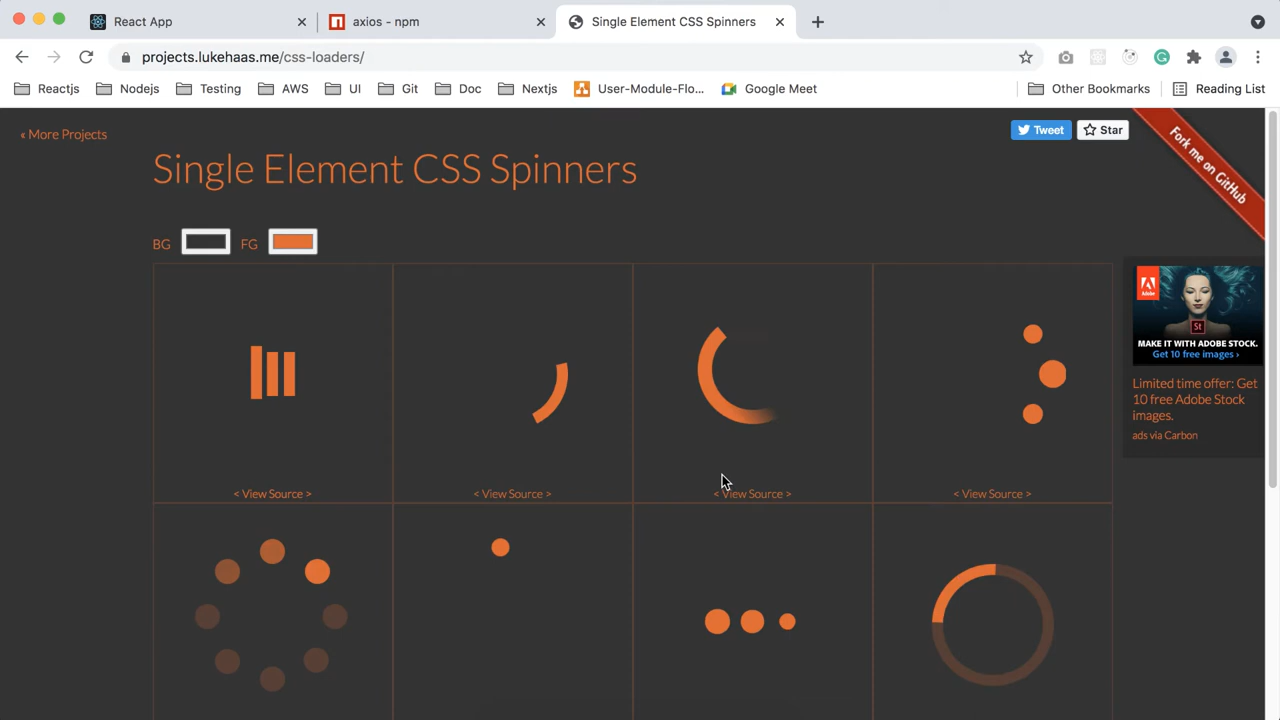 React App
axios - npm
Single Element CSS Spinners
projects.lukehaas.me/css-loaders/
Reactjs
Nodejs
Testing
AWS
UI
Git
Doc
Nextjs
User-Module-Flo...
Google Meet
Other Bookmarks
Reading List
« More Projects
Tweet
Star
Fork me on GitHub
Single Element CSS Spinners
BG
FG
Adobe
St
MAKE IT WITH ADOBE STOCK.
Get 10 free images ›
Limited time offer: Get
10 free Adobe Stock
images.
ads via Carbon
< View Source >
< View Source >
< View Source >
< View Source >